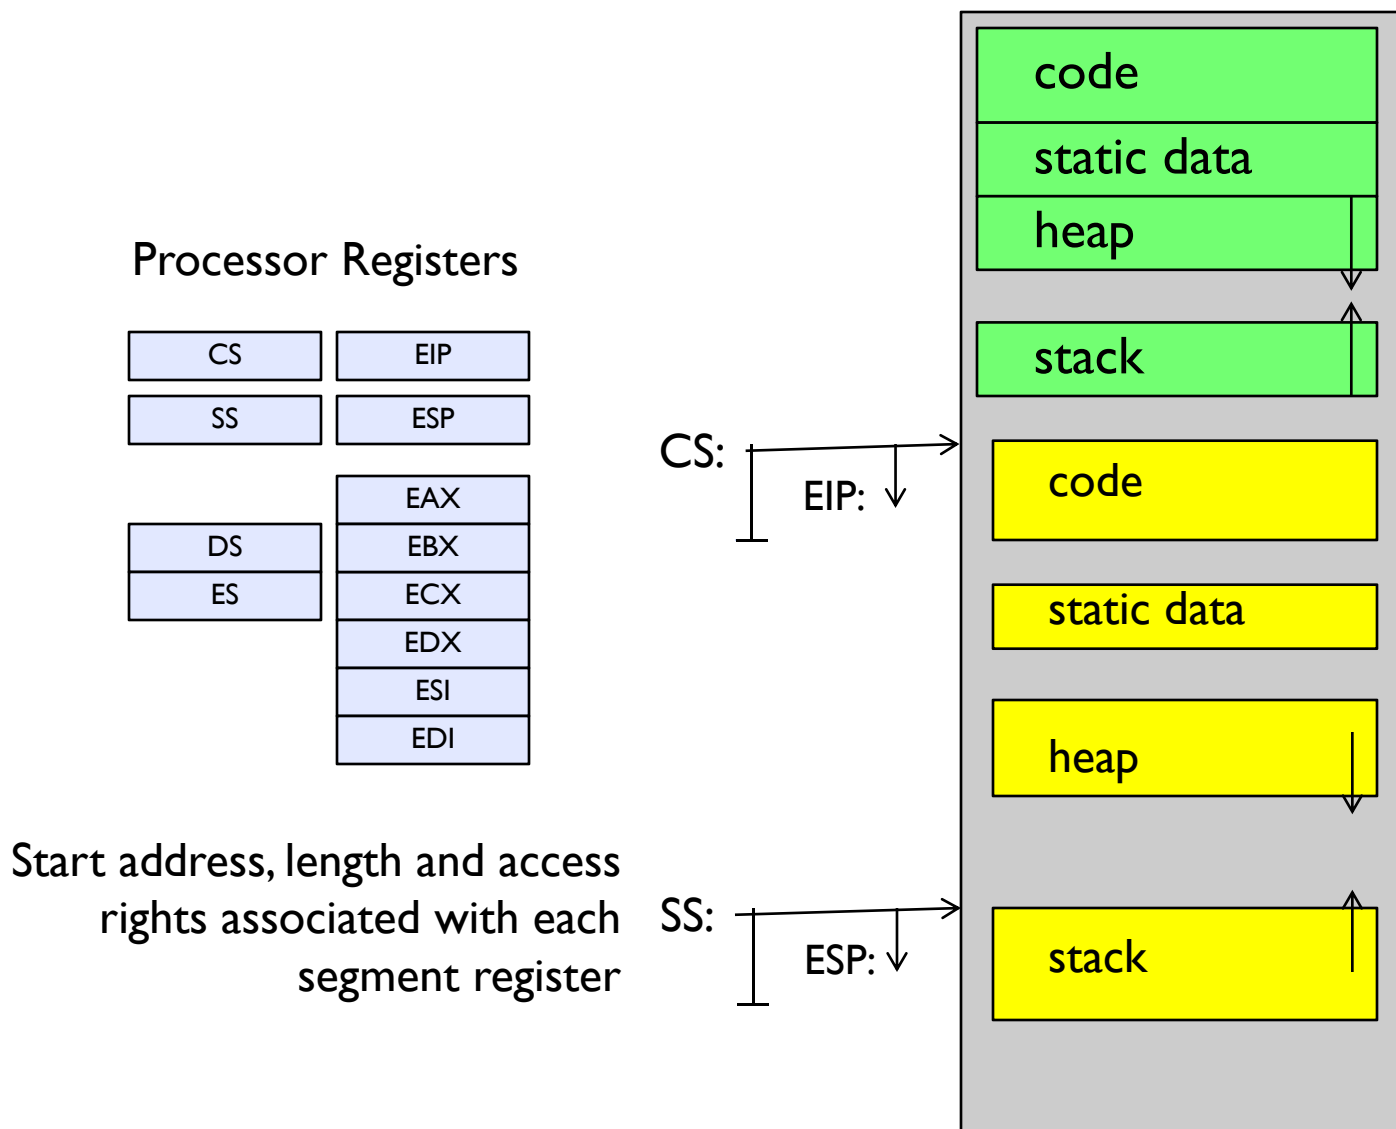 Processor Registers
CS
EIP
SS
ESP
EAX
DS
EBX
ES
ECX
EDX
ESI
EDI
Start address, length and access
rights associated with each
segment register
CS:
EIP:
SS:
ESP:
code
static data
heap
stack
code
static data
heap
stack